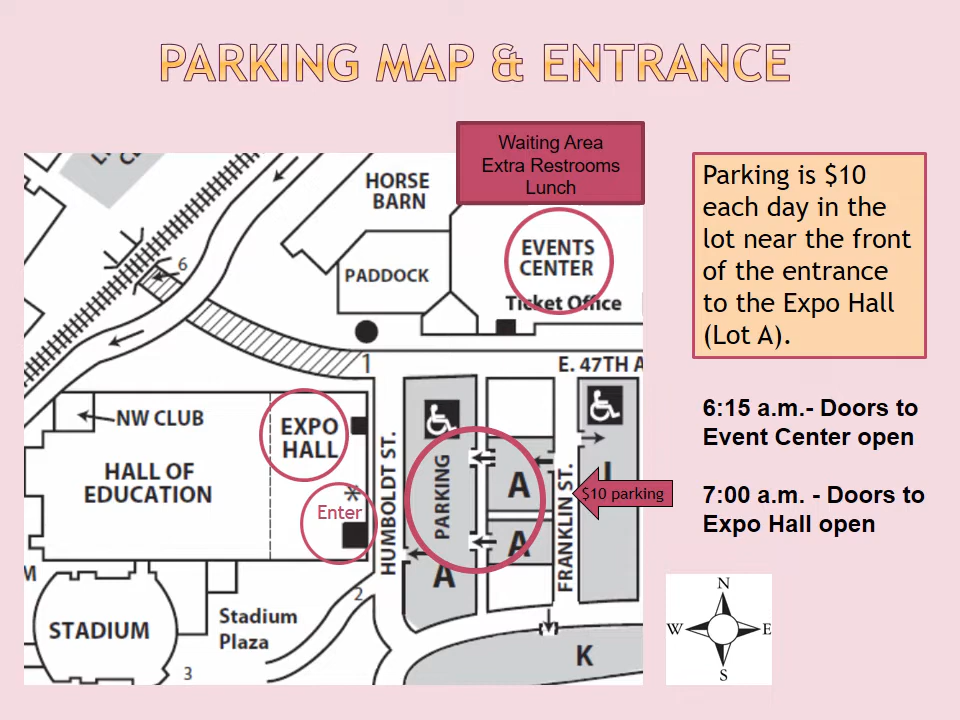 PARKING MAP & ENTRANCE
Waiting Area
Extra Restrooms
Lunch
HORSE
BARN
EVENTS
CENTER
PADDOCK
Ticket Office
6
1
E. 47TH A
NW CLUB
EXPO
HALL
HALL OF
EDUCATION
*
Enter
HUMBOLDT ST.
PARKING
A
A
A
FRANKLIN ST.
$10 parking
2
Stadium
Plaza
STADIUM
3
K
Parking is $10
each day in the
lot near the front
of the entrance
to the Expo Hall
(Lot A).
6:15 a.m.- Doors to
Event Center open
7:00 a.m. - Doors to
Expo Hall open
N
W
E
S